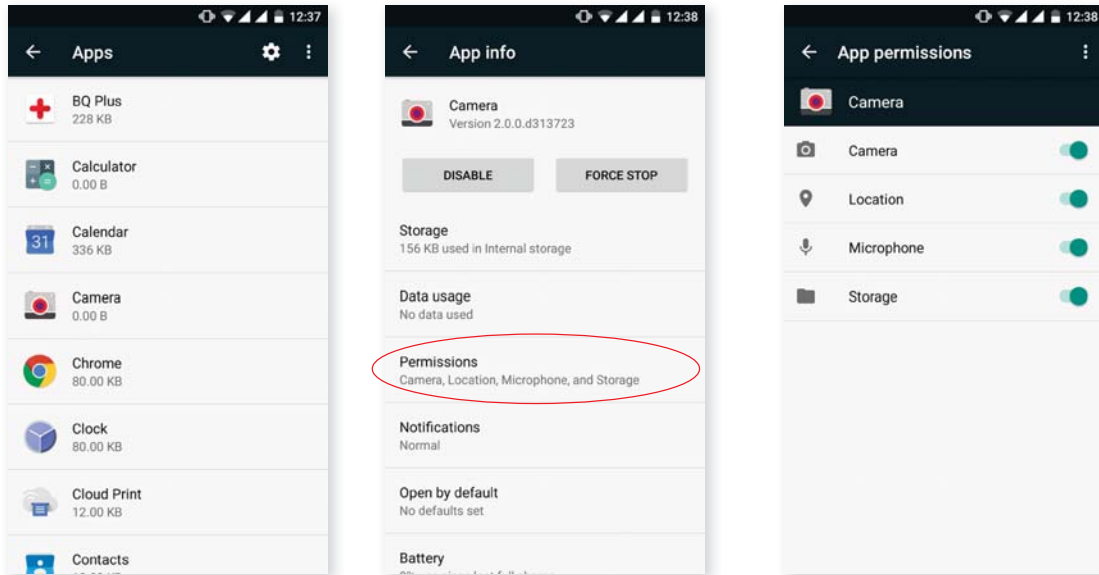 12:37
Apps
BQ Plus
228 KB
Calculator
0.00 B
31
Calendar
336 KB
Camera
0.00 B
Chrome
80.00 KB
Clock
80.00 KB
Cloud Print
12.00 KB
Contacts
12:38
App info
Camera
Version 2.0.0.d313723
DISABLE FORCE STOP
Storage
156 KB used in Internal storage
Data usage
No data used
Permissions
Camera, Location, Microphone, and Storage
Notifications
Normal
Open by default
No defaults set
Battery
12:38
App permissions
Camera
Camera
Location
Microphone
Storage